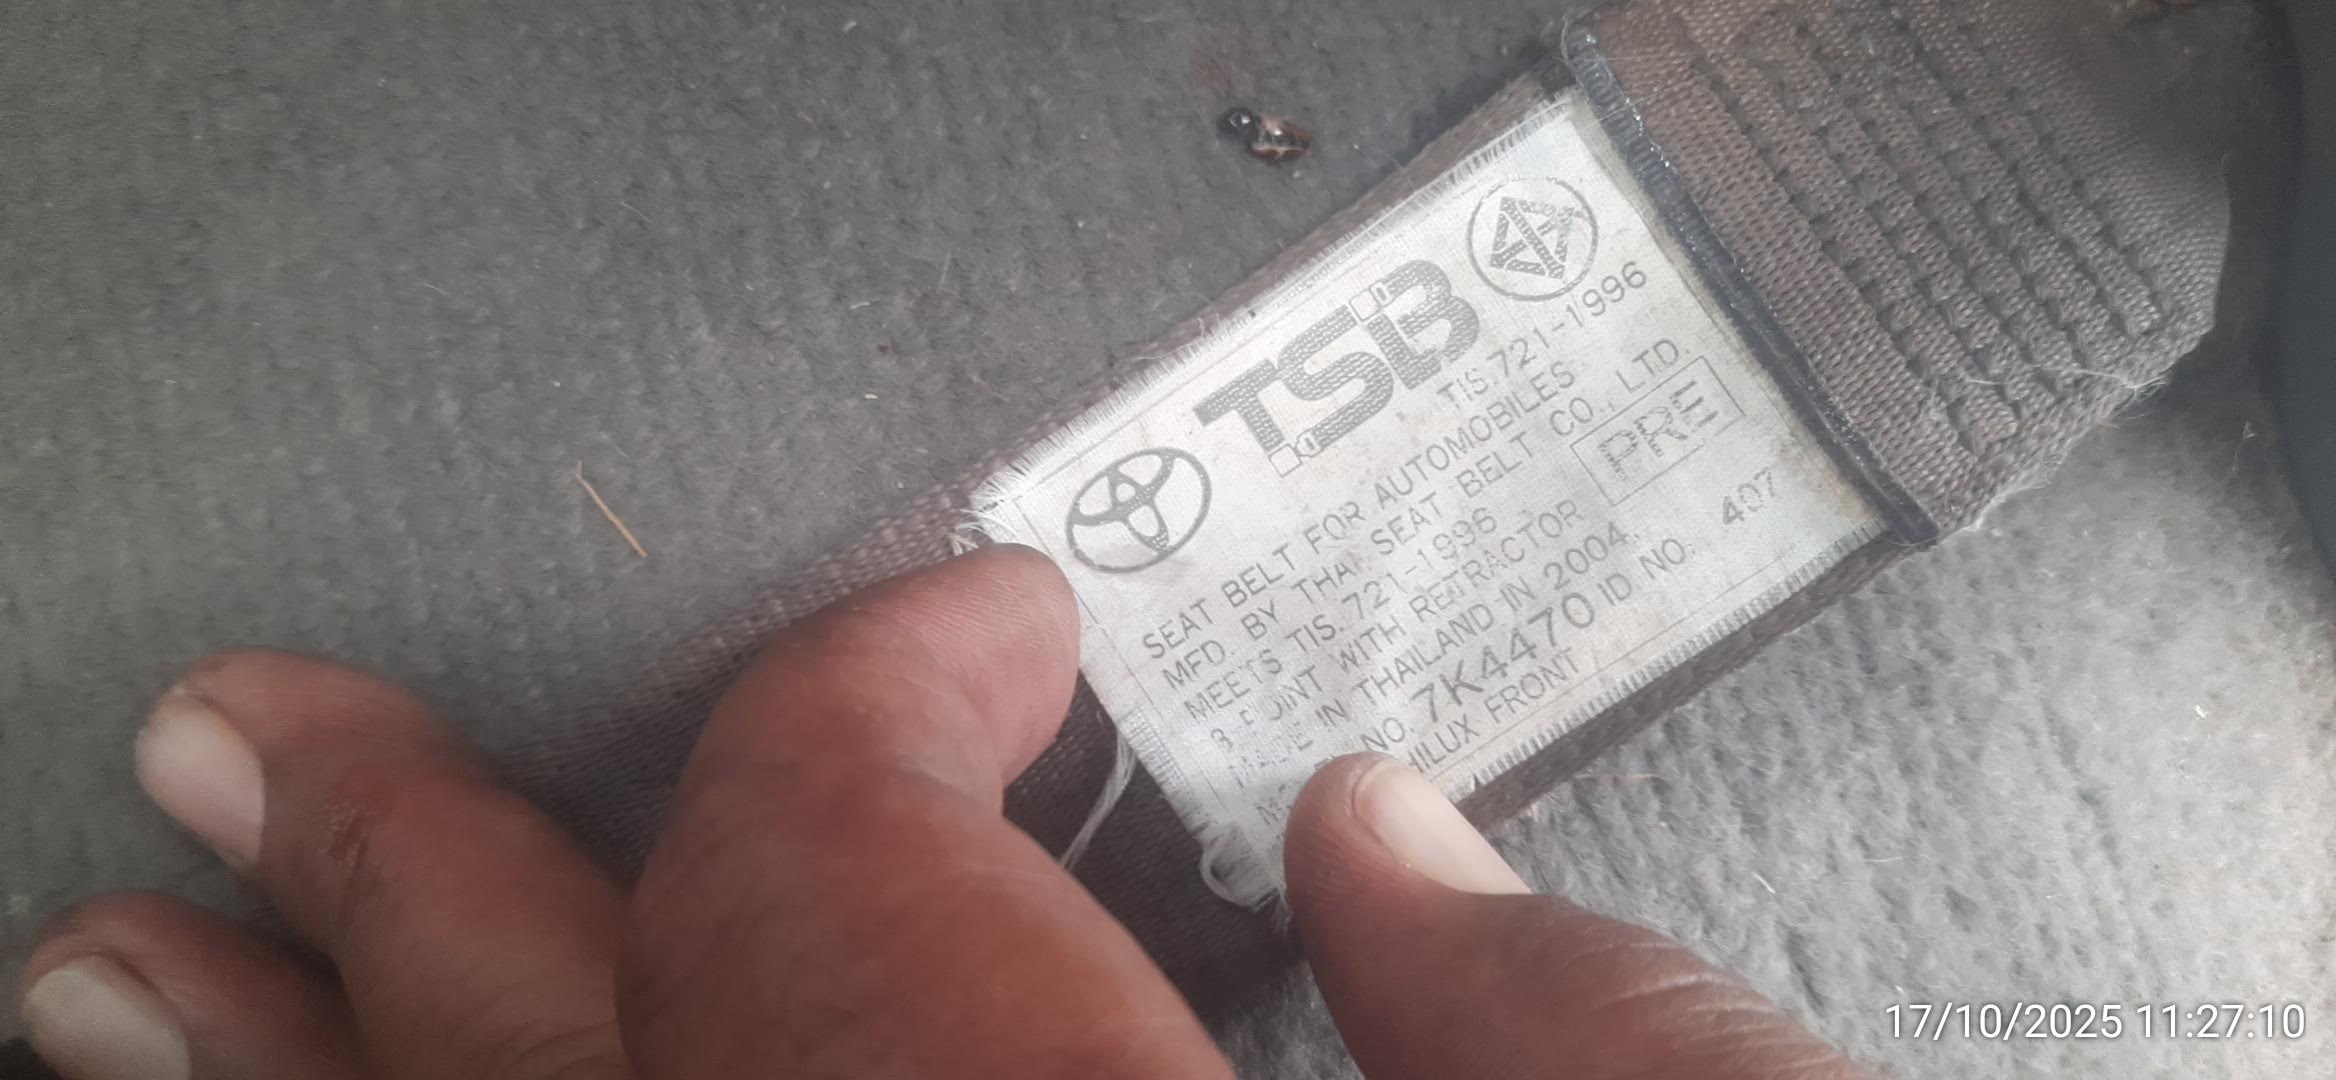 TSB
TIS.721-1996
SEAT BELT FOR AUTOMOBILES
MFD. BY THAI SEAT BELT CO., LTD.
MEETS TIS.721-1996
POINT WITH RETRACTOR PRE
MADE IN THAILAND IN 2004.
NO. 7K4470 ID NO. 407
HILUX FRONT
17/10/2025 11:27:10